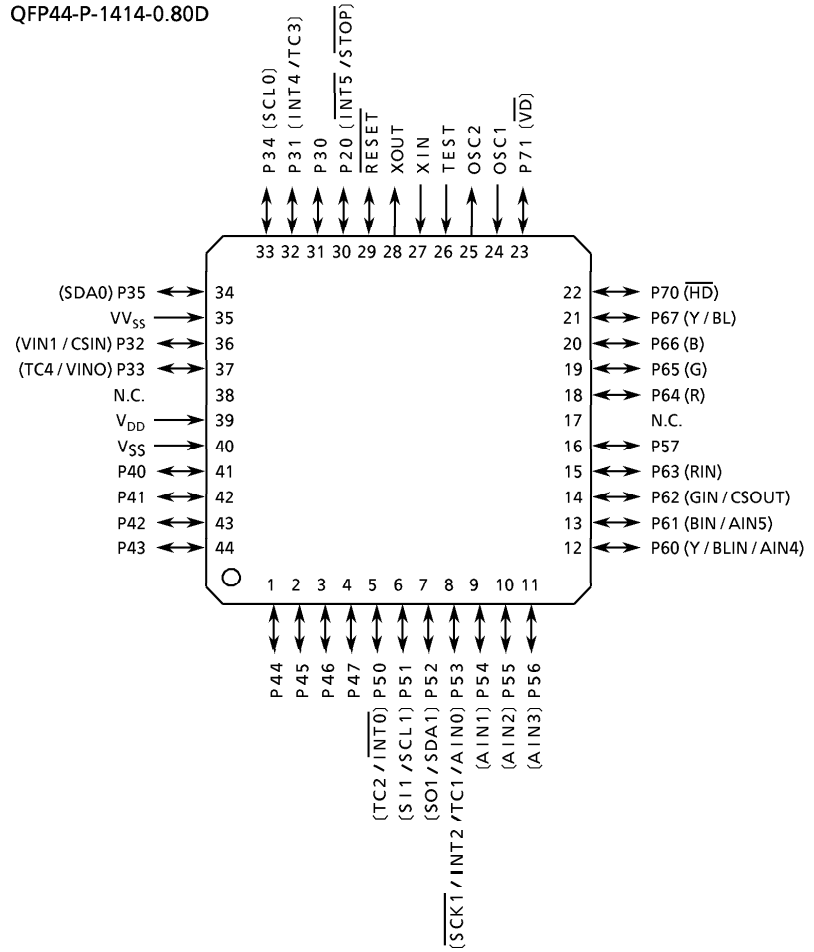 QFP44-P-1414-0.80D
P34 (SCL0)
P31 (INT4 / TC3)
P30
P20 (INT5 / STOP)
RESET
XOUT
XIN
TEST
OSC2
OSC1
P71 (VD)
33 32 31 30 29 28 27 26 25 24 23
(SDA0) P35 34
VVSS 35
(VIN1 / CSIN) P32 36
(TC4 / VINO) P33 37
N.C. 38
VDD 39
VSS 40
P40 41
P41 42
P42 43
P43 44
22 P70 (HD)
21 P67 (Y / BL)
20 P66 (B)
19 P65 (G)
18 P64 (R)
17 N.C.
16 P57
15 P63 (RIN)
14 P62 (GIN / CSOUT)
13 P61 (BIN / AIN5)
12 P60 (Y / BLIN / AIN4)
1 2 3 4 5 6 7 8 9 10 11
P44
P45
P46
P47
(TC2 / INT0) P50
(SI1 / SCL1) P51
(SO1 / SDA1) P52
(SCK1 / INT2 / TC1 / AIN0) P53
(AIN1) P54
(AIN2) P55
(AIN3) P56